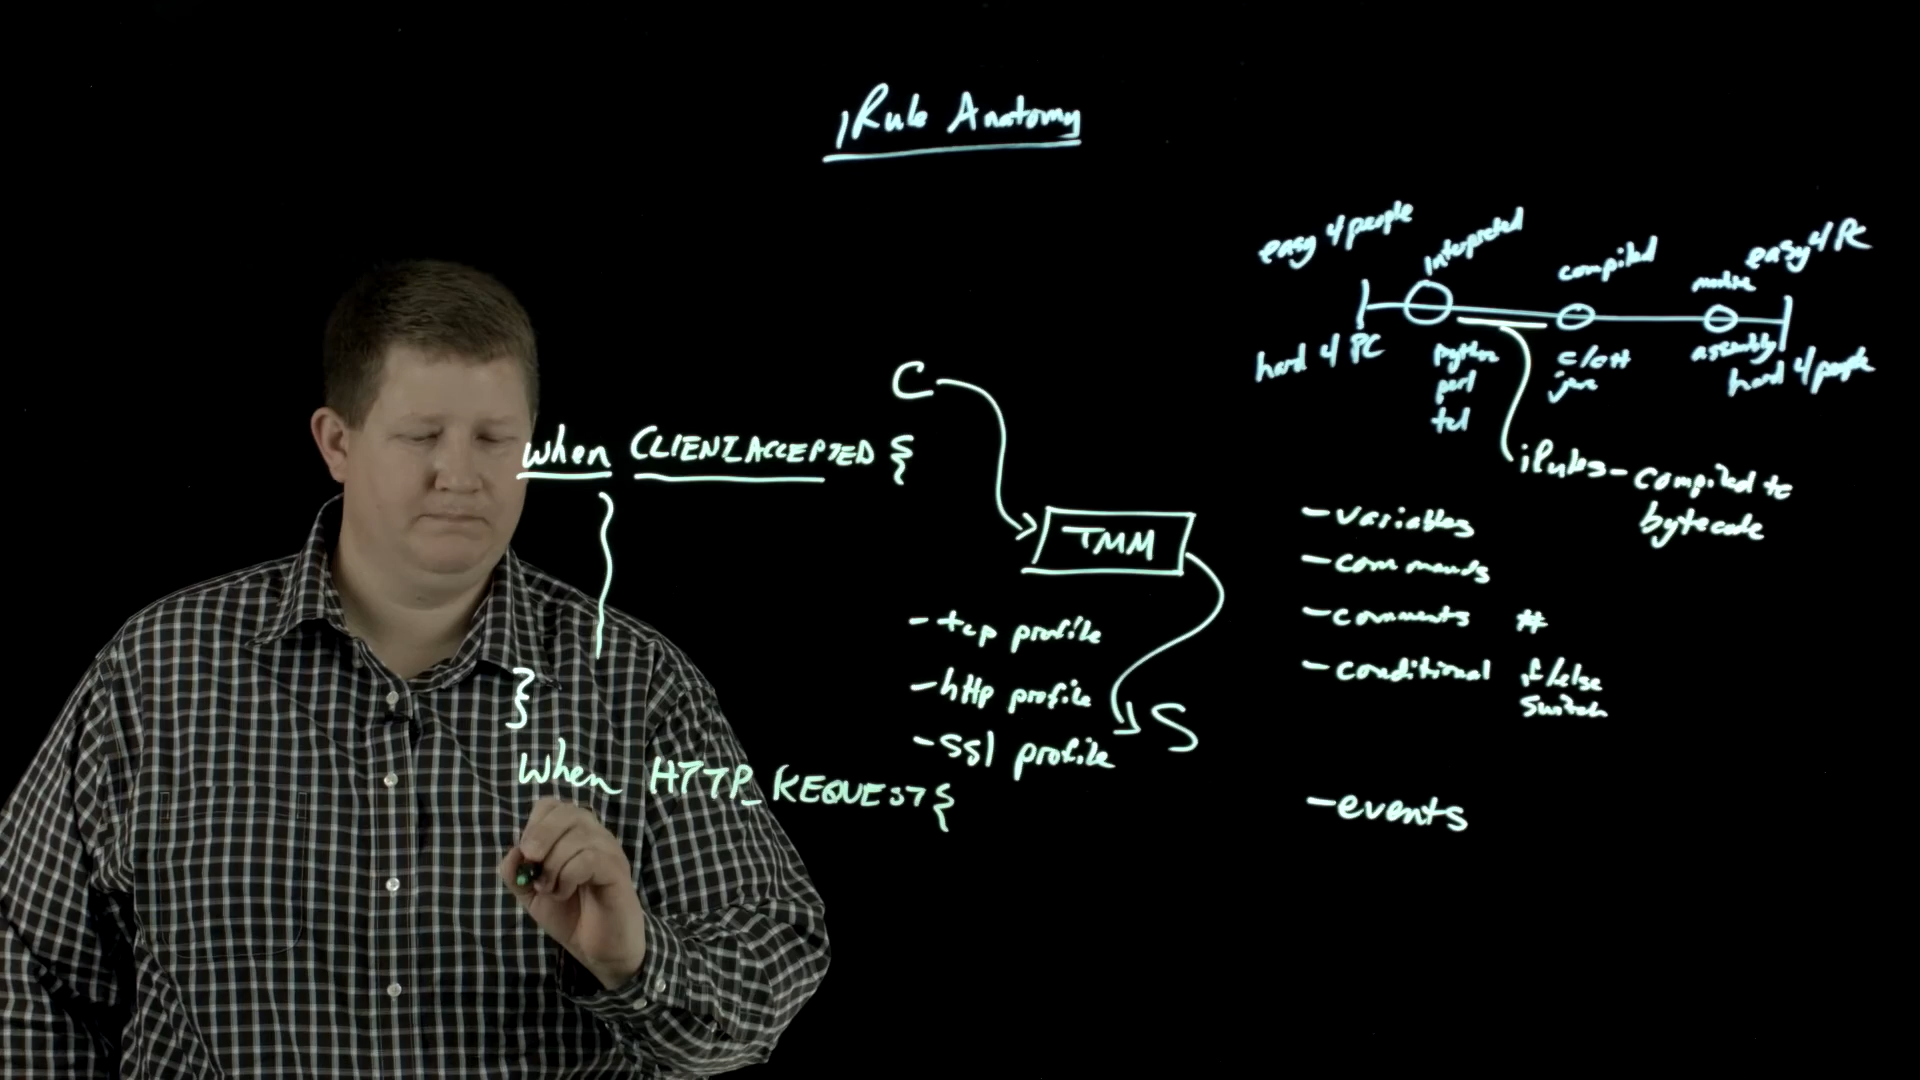 iRule Anatomy
easy 4 people
Interpreted
compiled
machine
easy 4 PC
hard 4 PC
python
perl
tcl
c/c++
java
assembly
hard 4 people
iRules - compiled to
bytecode
C
when CLIENT_ACCEPTED {
TMM
- tcp profile
- http profile
- ssl profile
S
}
when HTTP_REQUEST {
- variables
- commands
- comments #
- conditional if/else
switch
- events